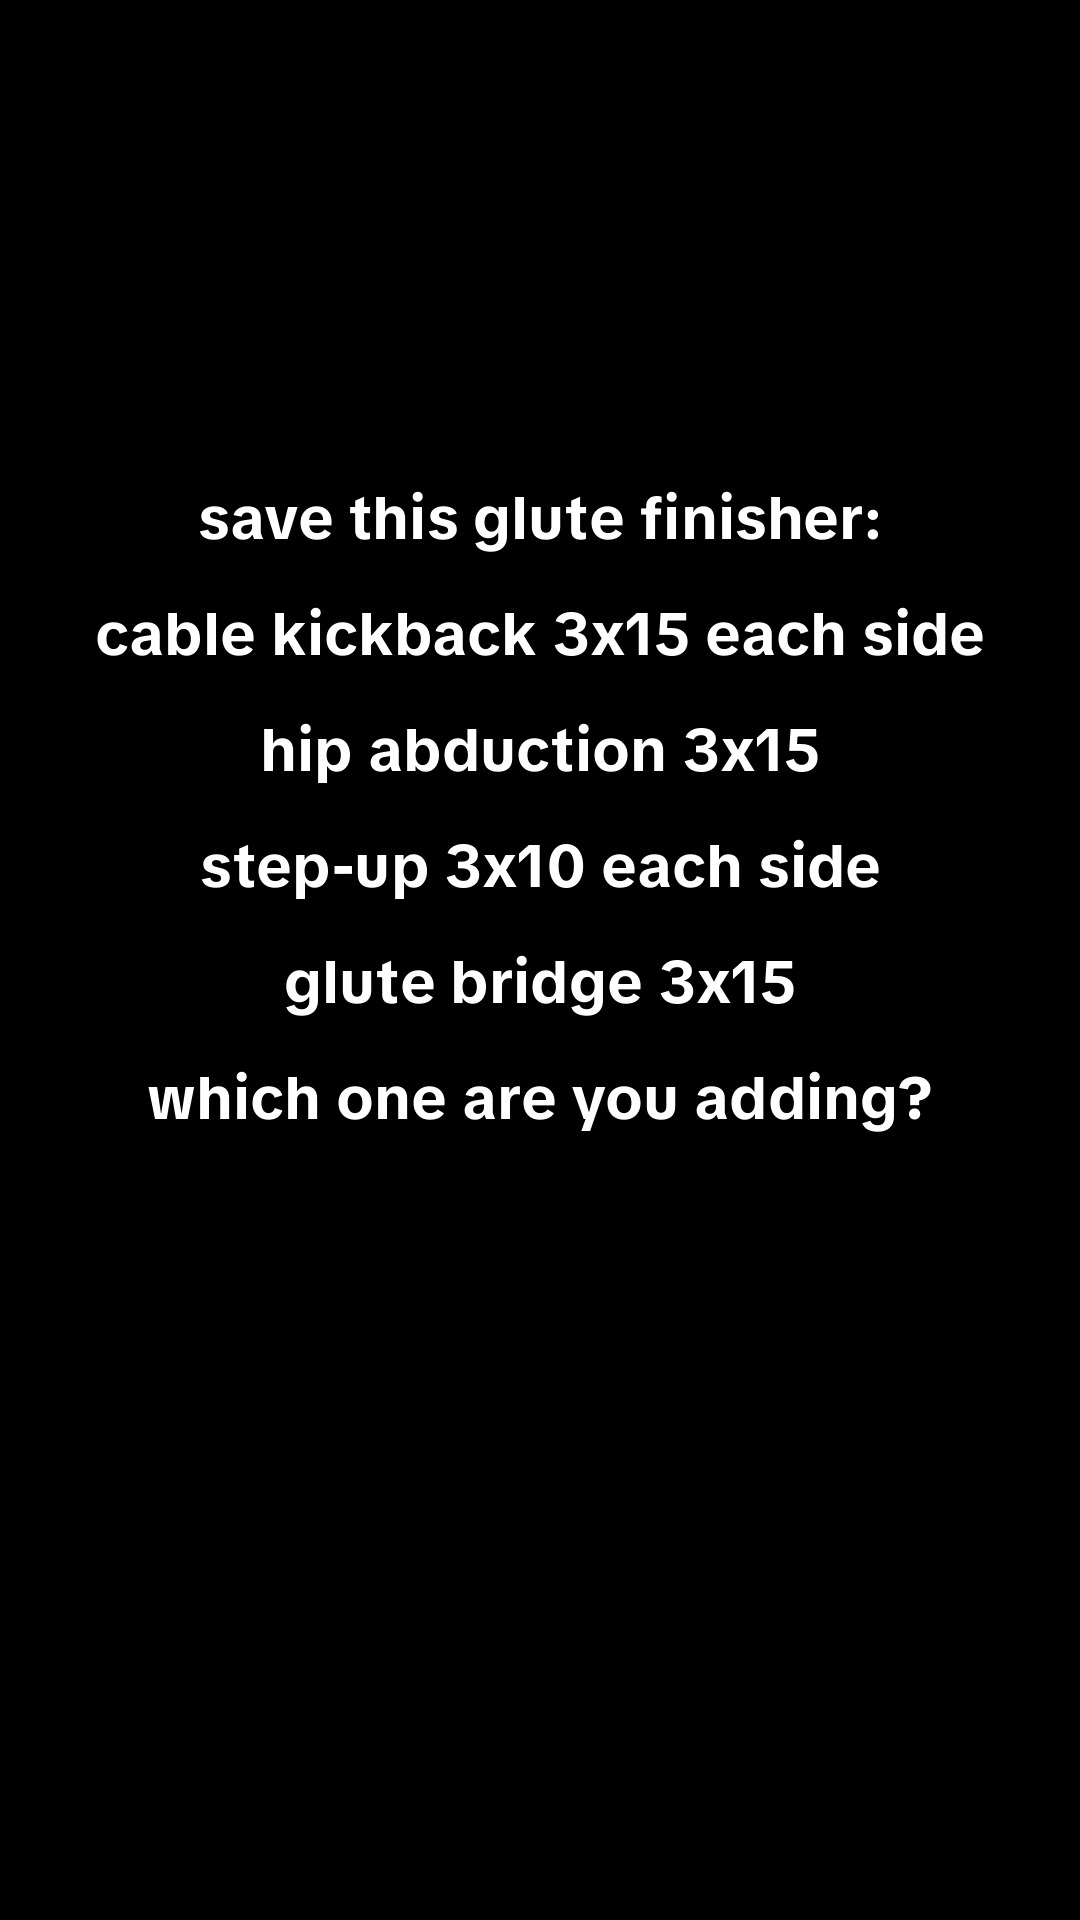 save this glute finisher:
cable kickback 3x15 each side
hip abduction 3x15
step-up 3x10 each side
glute bridge 3x15
which one are you adding?